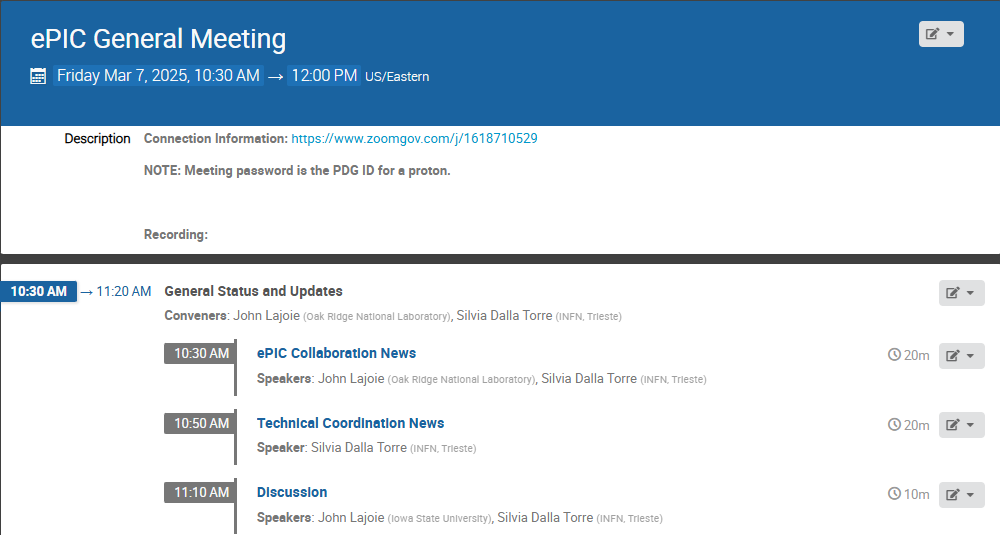 ePIC General Meeting
Friday Mar 7, 2025, 10:30 AM → 12:00 PM US/Eastern
Description Connection Information: https://www.zoomgov.com/j/1618710529
NOTE: Meeting password is the PDG ID for a proton.
Recording:
10:30 AM → 11:20 AM General Status and Updates
Conveners: John Lajoie (Oak Ridge National Laboratory), Silvia Dalla Torre (INFN, Trieste)
10:30 AM ePIC Collaboration News 20m
Speakers: John Lajoie (Oak Ridge National Laboratory), Silvia Dalla Torre (INFN, Trieste)
10:50 AM Technical Coordination News 20m
Speaker: Silvia Dalla Torre (INFN, Trieste)
11:10 AM Discussion 10m
Speakers: John Lajoie (Iowa State University), Silvia Dalla Torre (INFN, Trieste)